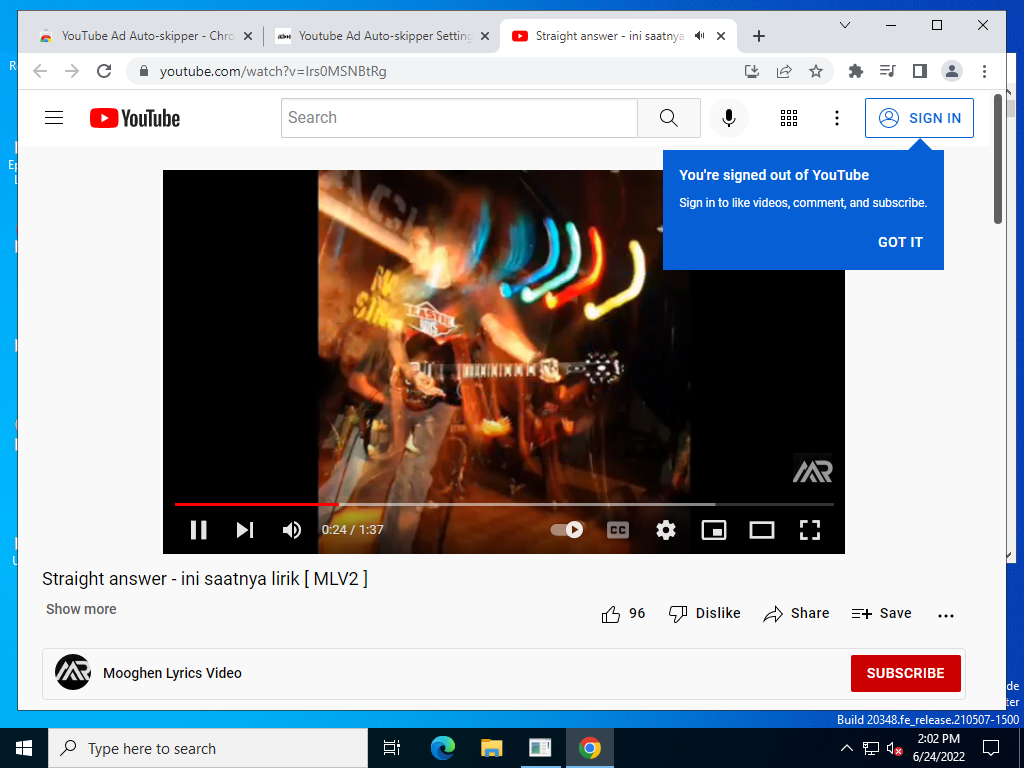 YouTube Ad Auto-skipper - Chro
Youtube Ad Auto-skipper Setting
Straight answer - ini saatnya
youtube.com/watch?v=Irs0MSNBtRg
YouTube
Search
SIGN IN
You're signed out of YouTube
Sign in to like videos, comment, and subscribe.
GOT IT
MR
0:24 / 1:37
CC
Straight answer - ini saatnya lirik [ MLV2 ]
Show more
96
Dislike
Share
Save
Mooghen Lyrics Video
SUBSCRIBE
Build 20348.fe_release.210507-1500
Type here to search
2:02 PM
6/24/2022